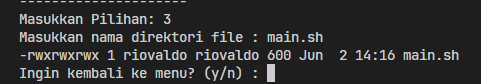 ---------------------
Masukkan Pilihan: 3
Masukkan nama direktori file : main.sh
-rwxrwxrwx 1 riovaldo riovaldo 600 Jun  2 14:16 main.sh
Ingin kembali ke menu? (y/n) :